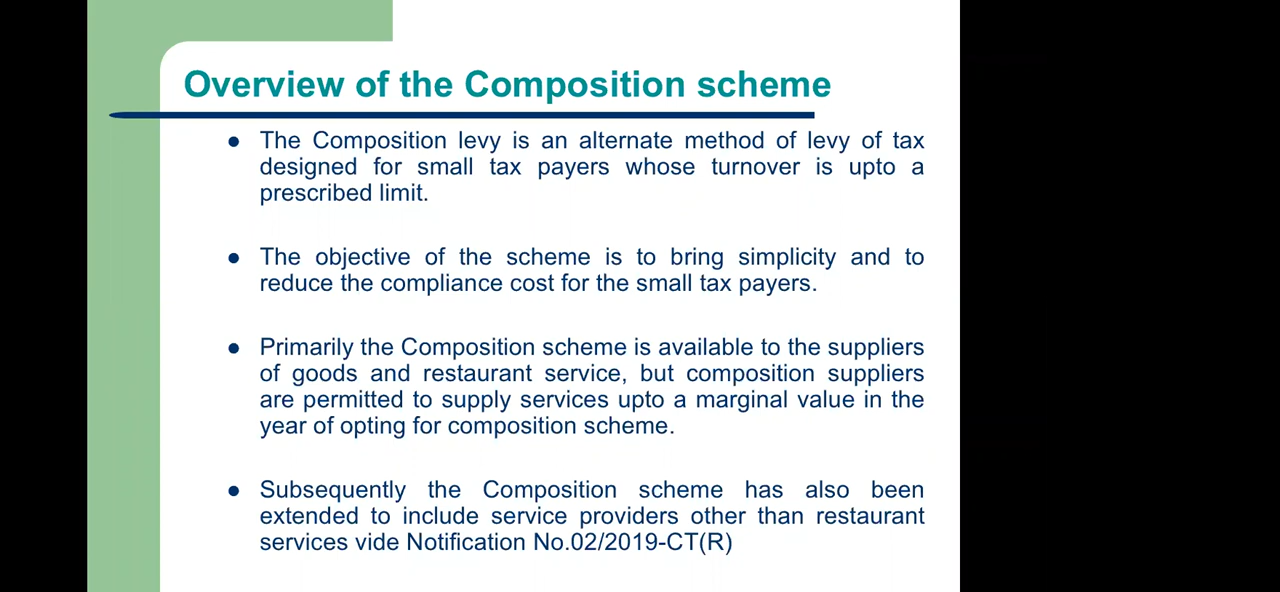 Overview of the Composition scheme
● The Composition levy is an alternate method of levy of tax
designed for small tax payers whose turnover is upto a
prescribed limit.
● The objective of the scheme is to bring simplicity and to
reduce the compliance cost for the small tax payers.
● Primarily the Composition scheme is available to the suppliers
of goods and restaurant service, but composition suppliers
are permitted to supply services upto a marginal value in the
year of opting for composition scheme.
● Subsequently the Composition scheme has also been
extended to include service providers other than restaurant
services vide Notification No.02/2019-CT(R)